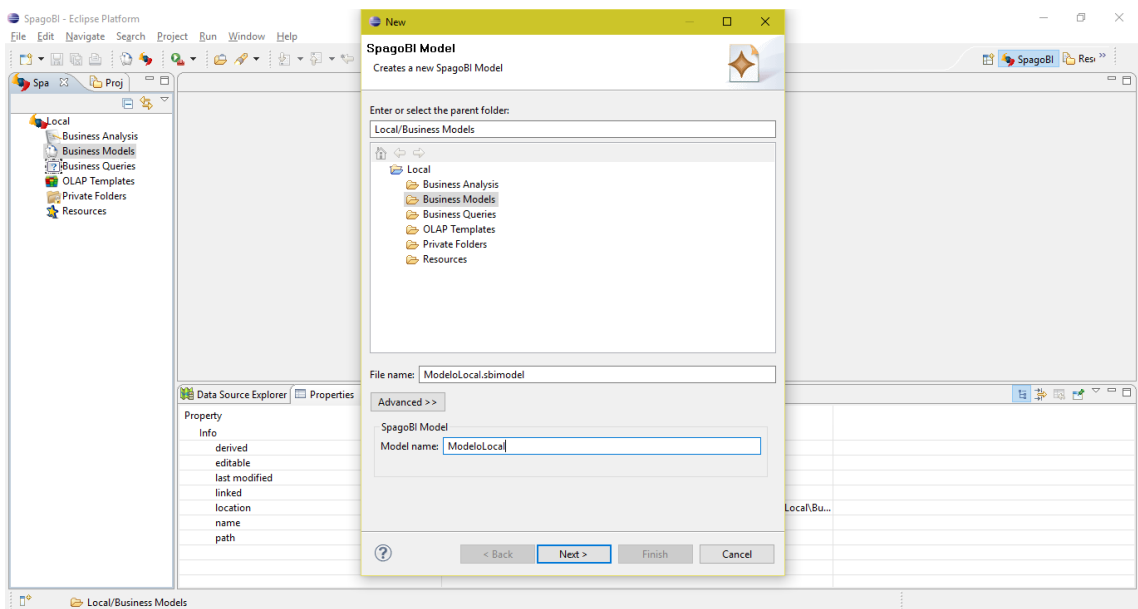 SpagoBI - Eclipse Platform
File Edit Navigate Search Project Run Window Help
SpagoBI
Spa
Proj
Local
Business Analysis
Business Models
Business Queries
OLAP Templates
Private Folders
Resources
New
SpagoBI Model
Creates a new SpagoBI Model
Enter or select the parent folder:
Local/Business Models
Local
Business Analysis
Business Models
Business Queries
OLAP Templates
Private Folders
Resources
File name: ModeloLocal.sbimodel
Advanced >>
SpagoBI Model
Model name: ModeloLocal
< Back Next > Finish Cancel
Data Source Explorer Properties
Property
Info
derived
editable
last modified
linked
location Local\Bu...
name
path
Local/Business Models